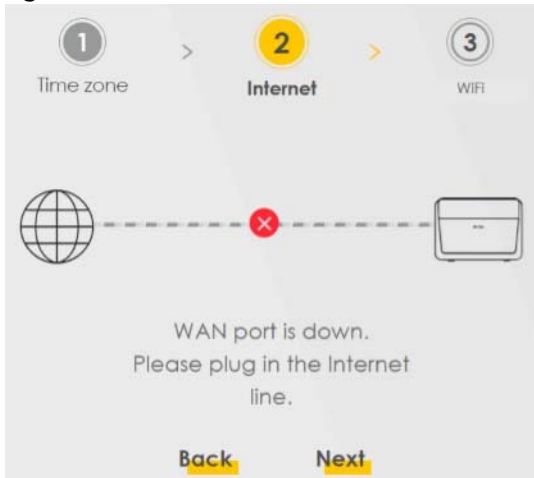 1
2
3
>
>
Time zone
Internet
WiFi
WAN port is down.
Please plug in the Internet
line.
Back
Next